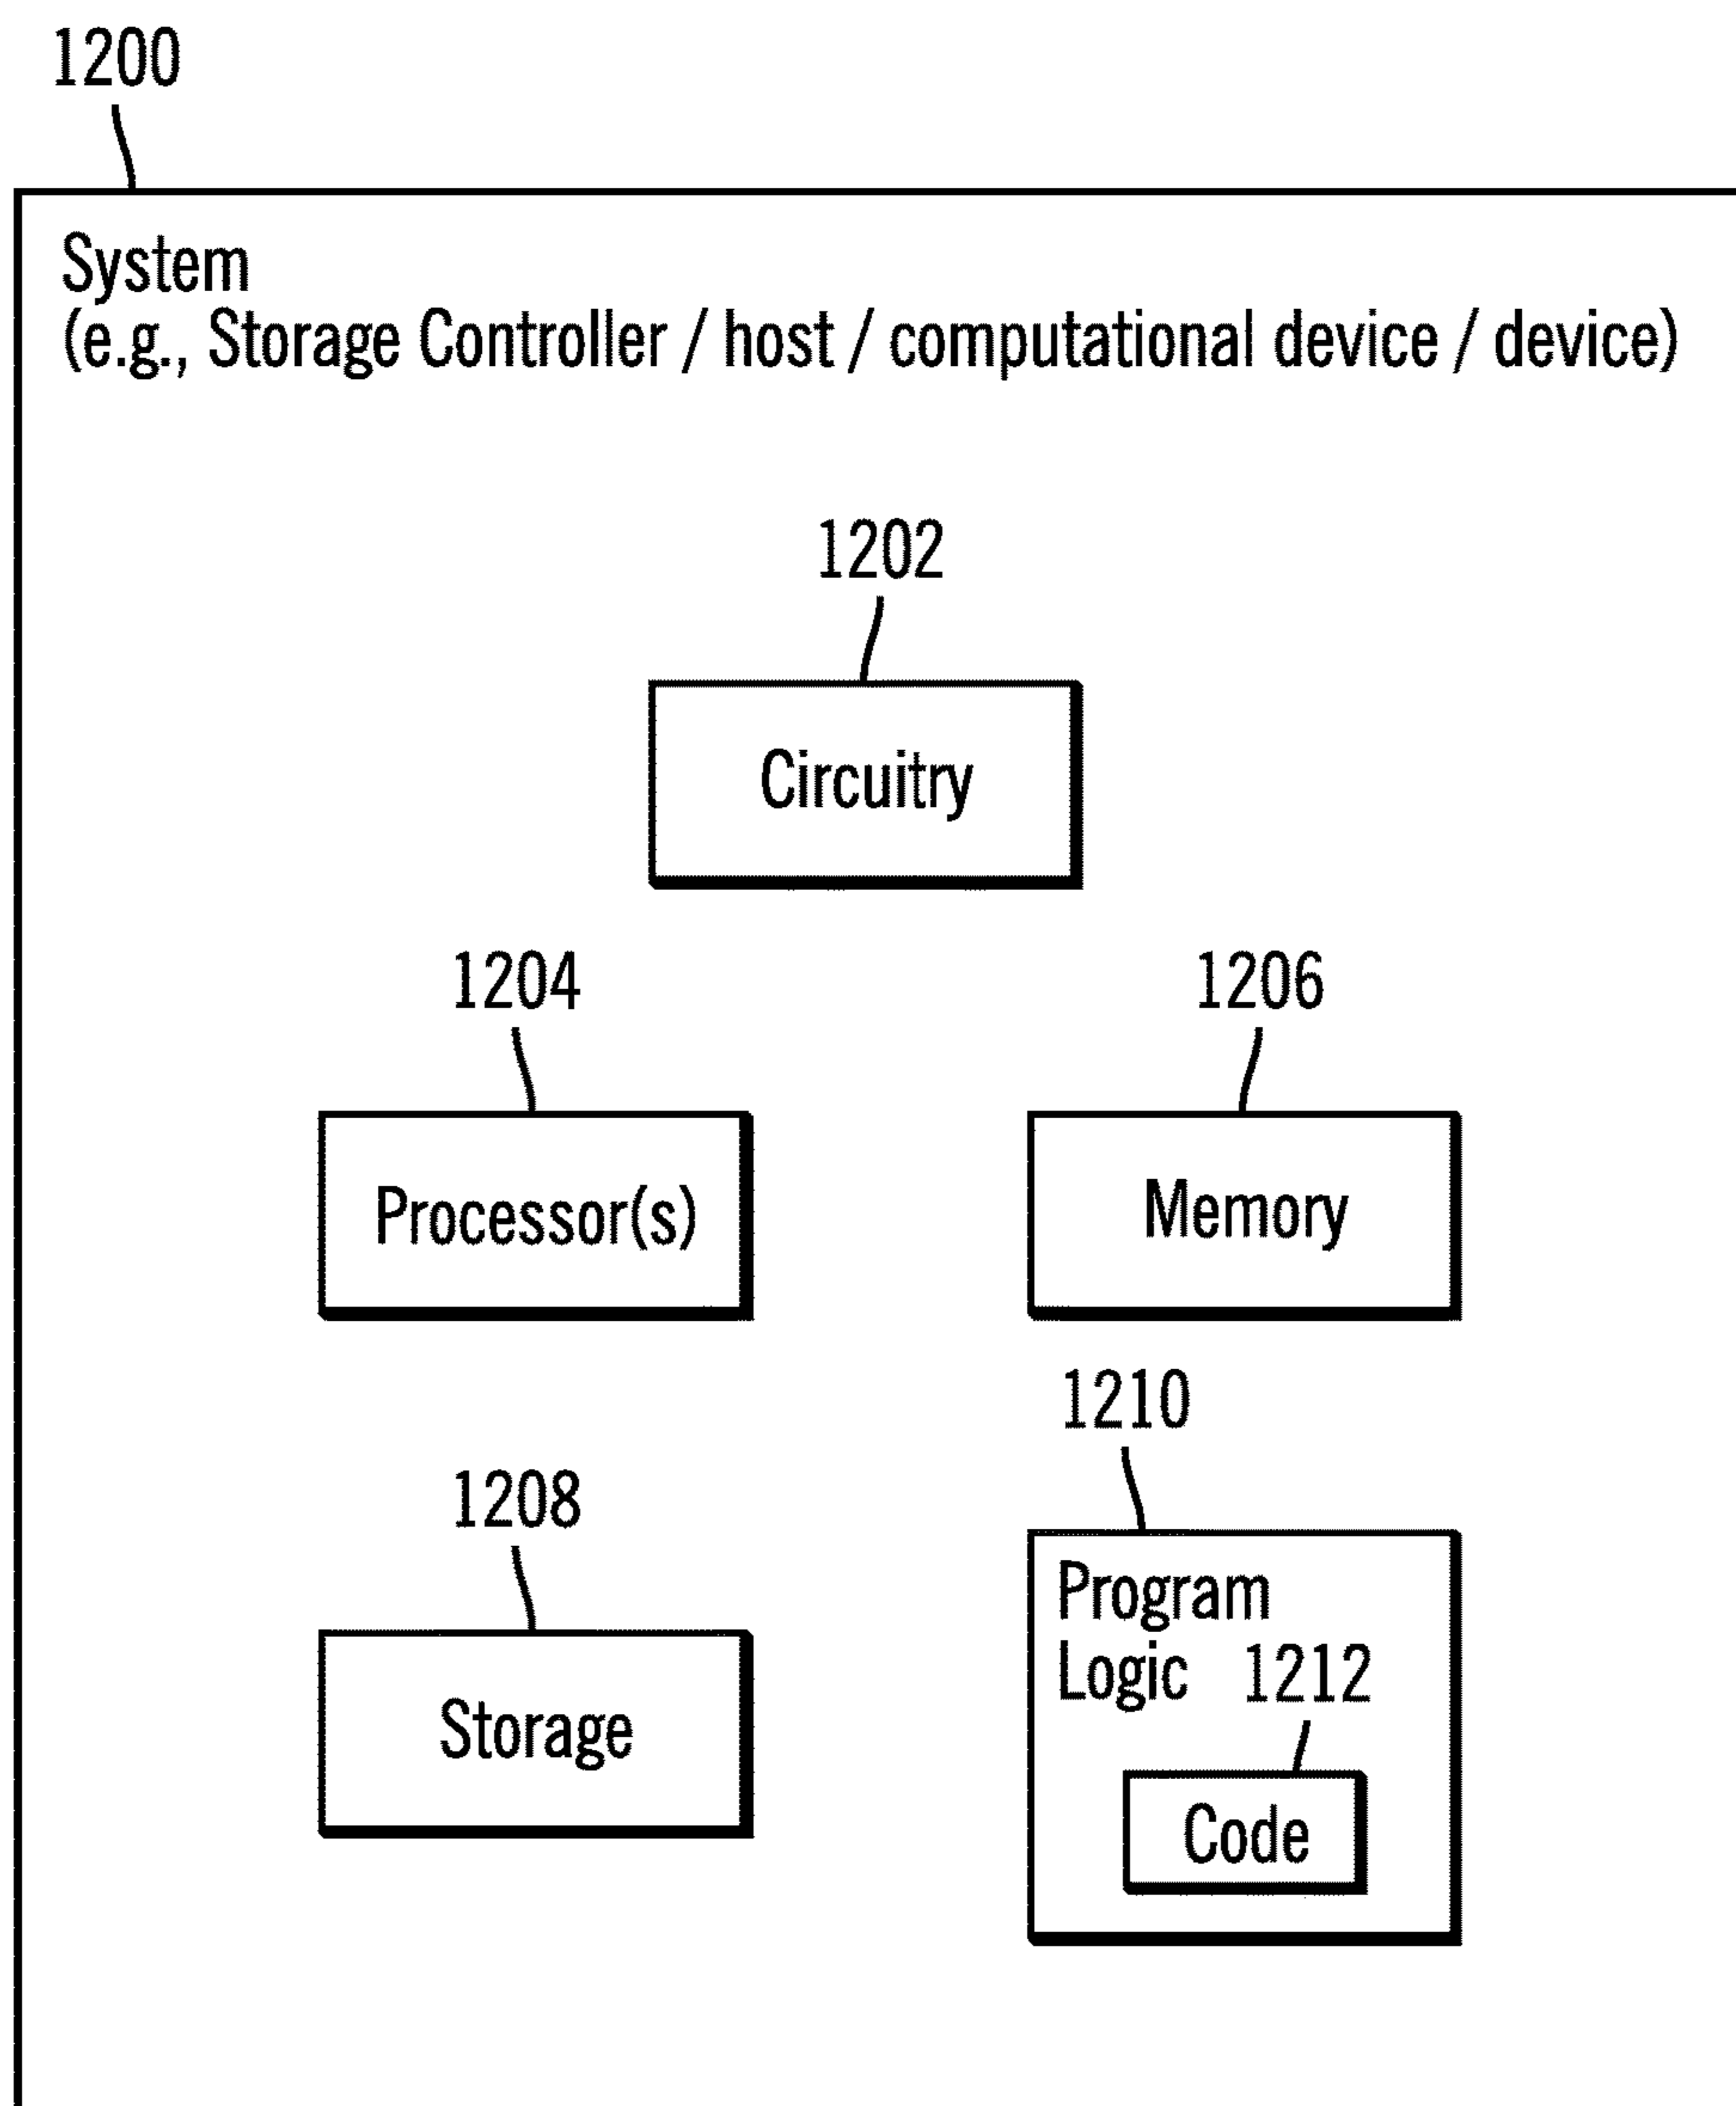 1200
System
(e.g., Storage Controller / host / computational device / device)
1202
Circuitry
1204
1206
Processor(s)
Memory
1210
1208
Program
Logic 1212
Storage
Code